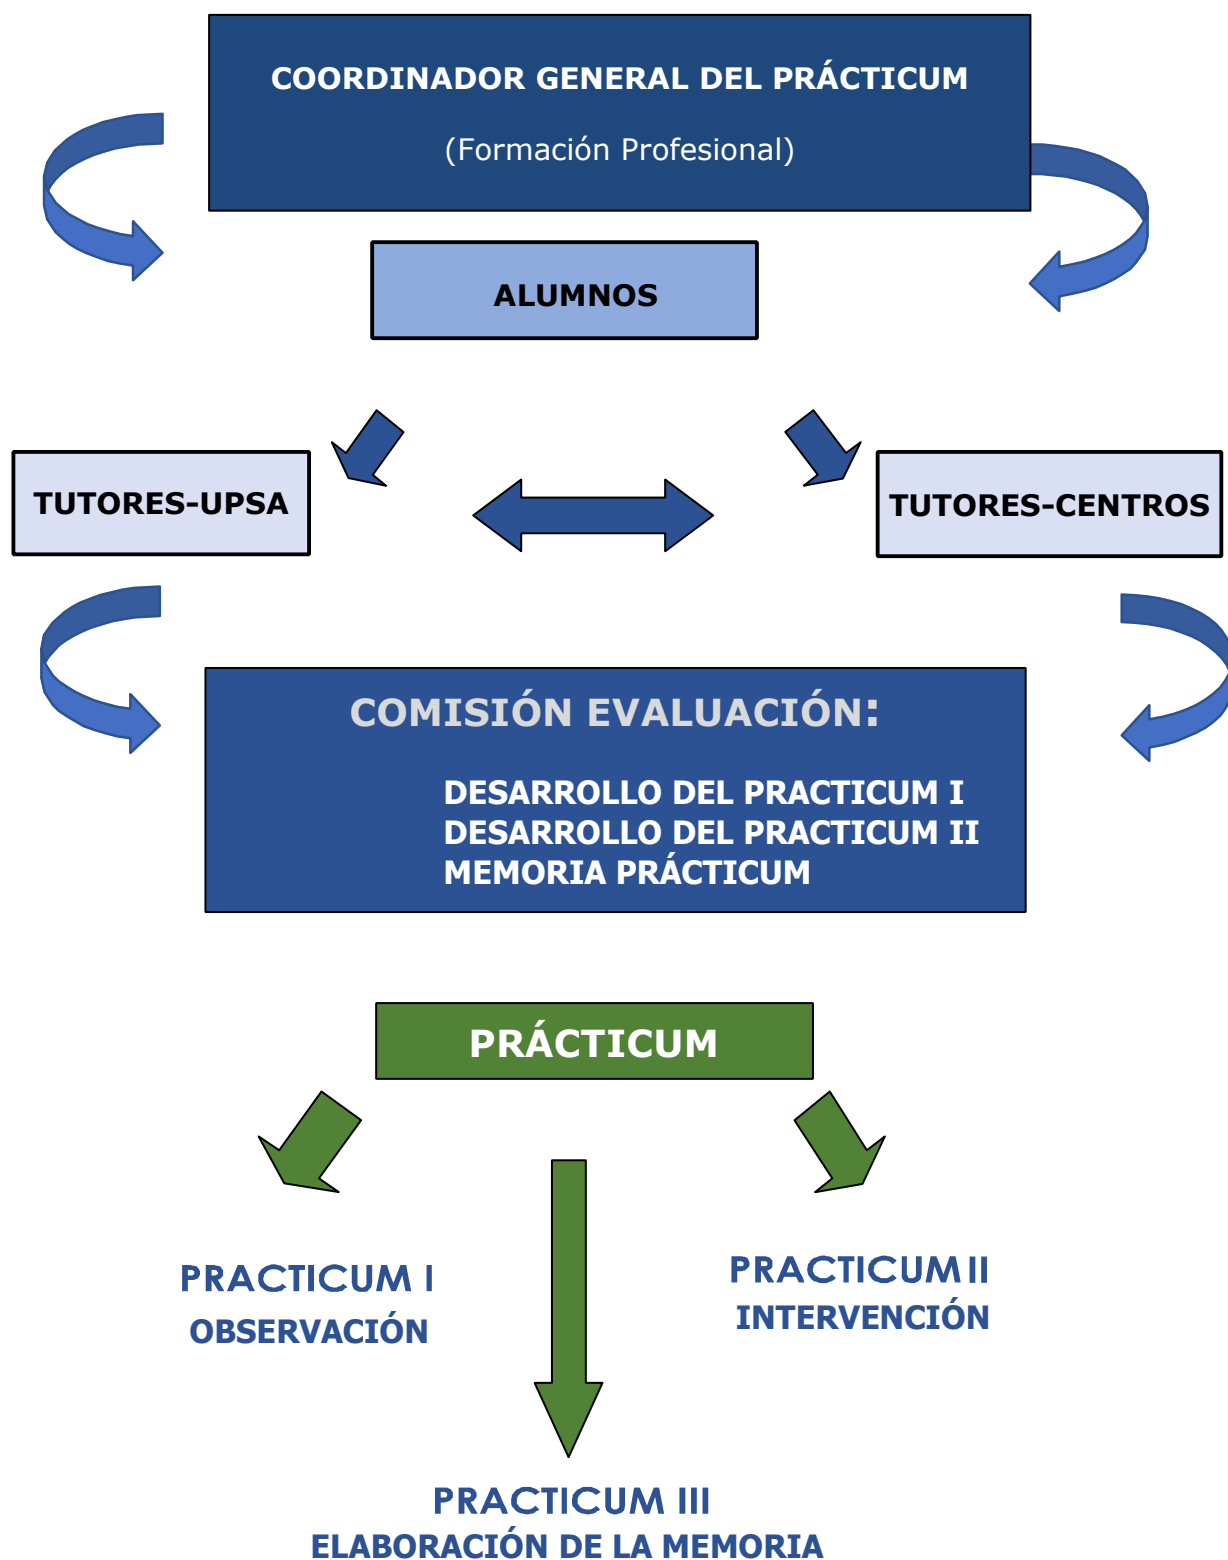 COORDINADOR GENERAL DEL PRÁCTICUM
(Formación Profesional)
ALUMNOS
TUTORES-UPSA
TUTORES-CENTROS
COMISIÓN EVALUACIÓN:
DESARROLLO DEL PRACTICUM I
DESARROLLO DEL PRACTICUM II
MEMORIA PRÁCTICUM
PRÁCTICUM
PRACTICUM I
OBSERVACIÓN
PRACTICUM II
INTERVENCIÓN
PRACTICUM III
ELABORACIÓN DE LA MEMORIA